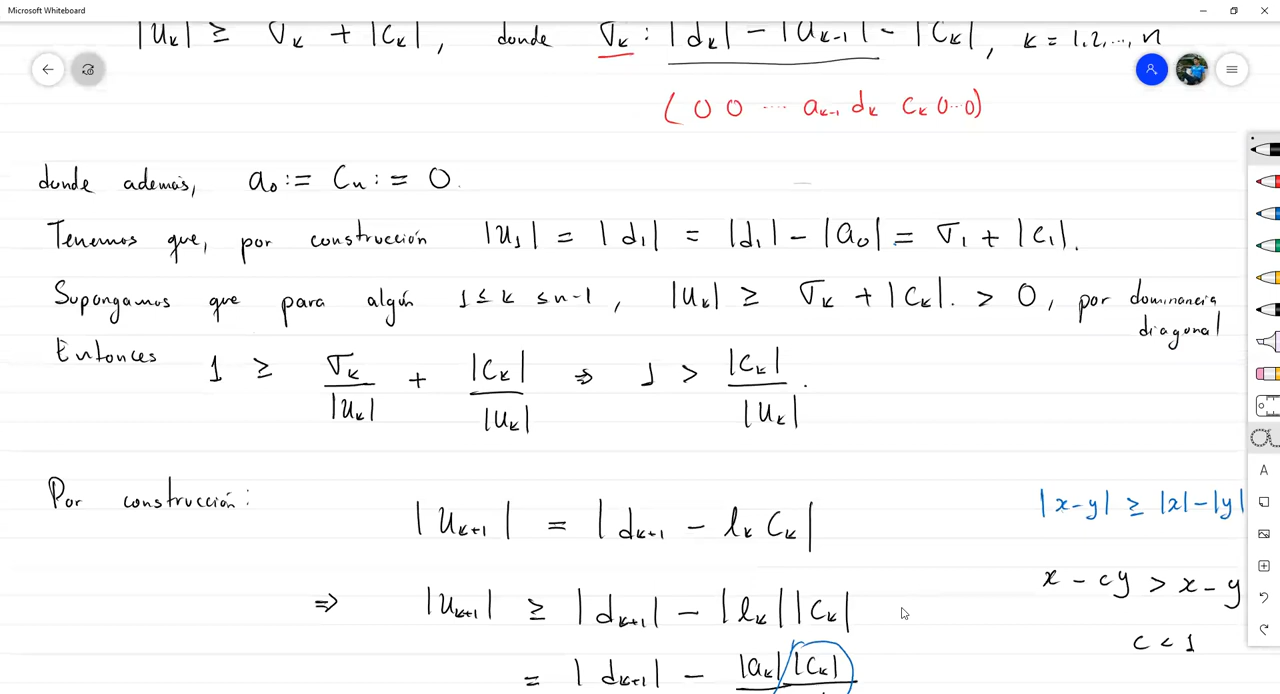 Microsoft Whiteboard
|u_k| ≥ σ_k + |c_k|, donde σ_k : |d_k| - |a_{k-1}| - |c_k|, k = 1,2,...,n
(0 0 ... a_{k-1} d_k c_k 0...0)
donde además, a_0 := c_n := 0.
Tenemos que, por construcción |u_1| = |d_1| = |d_1| - |a_0| = σ_1 + |c_1|.
Supongamos que para algún 1 ≤ k ≤ n-1, |u_k| ≥ σ_k + |c_k|. > 0, por dominancia
diagonal
Entonces 1 ≥ σ_k/|u_k| + |c_k|/|u_k| ⇒ 1 > |c_k|/|u_k|.
Por construcción:
|u_{k+1}| = |d_{k+1} - l_k c_k|
|x-y| ≥ |x|-|y|
x - cy > x - y
⇒ |u_{k+1}| ≥ |d_{k+1}| - |l_k||c_k|
c < 1
= |d_{k+1}| - |a_k||c_k|
A